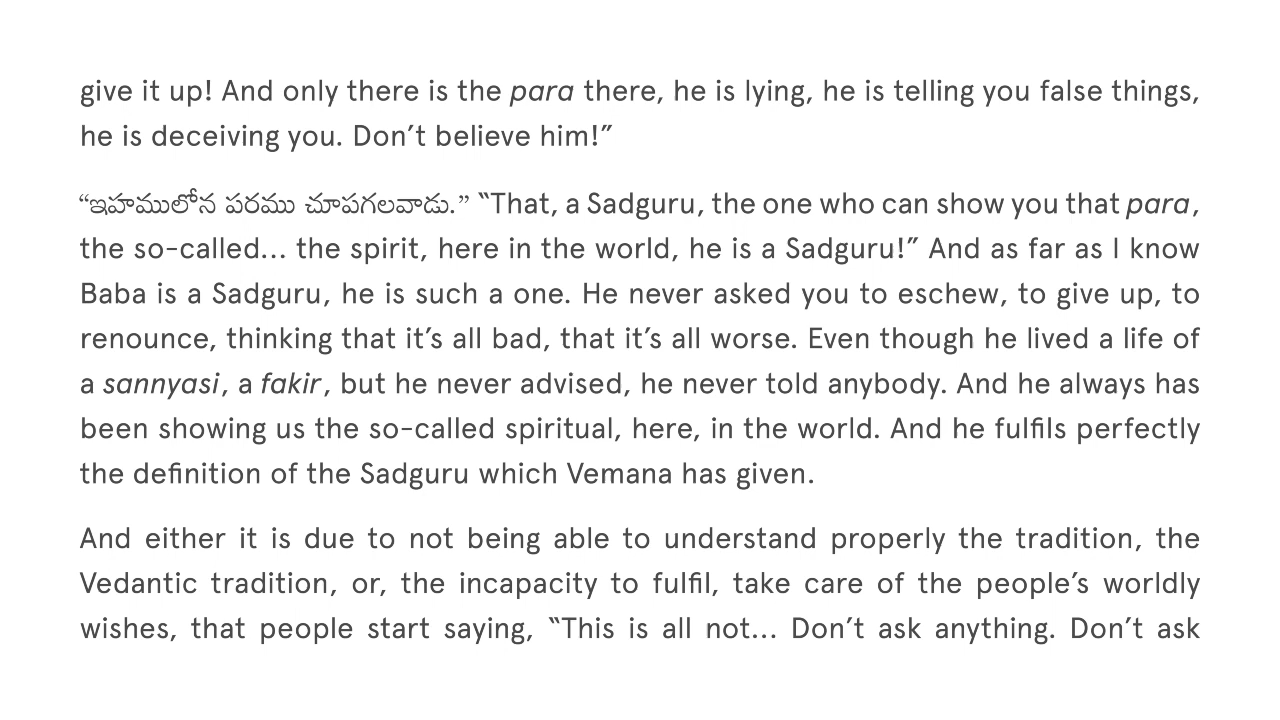 give it up! And only there is the para there, he is lying, he is telling you false things,
he is deceiving you. Don’t believe him!”
“ఇహములోన పరము చూపగలవాడు.” “That, a Sadguru, the one who can show you that para,
the so-called... the spirit, here in the world, he is a Sadguru!” And as far as I know
Baba is a Sadguru, he is such a one. He never asked you to eschew, to give up, to
renounce, thinking that it’s all bad, that it’s all worse. Even though he lived a life of
a sannyasi, a fakir, but he never advised, he never told anybody. And he always has
been showing us the so-called spiritual, here, in the world. And he fulfils perfectly
the definition of the Sadguru which Vemana has given.
And either it is due to not being able to understand properly the tradition, the
Vedantic tradition, or, the incapacity to fulfil, take care of the people’s worldly
wishes, that people start saying, “This is all not... Don’t ask anything. Don’t ask